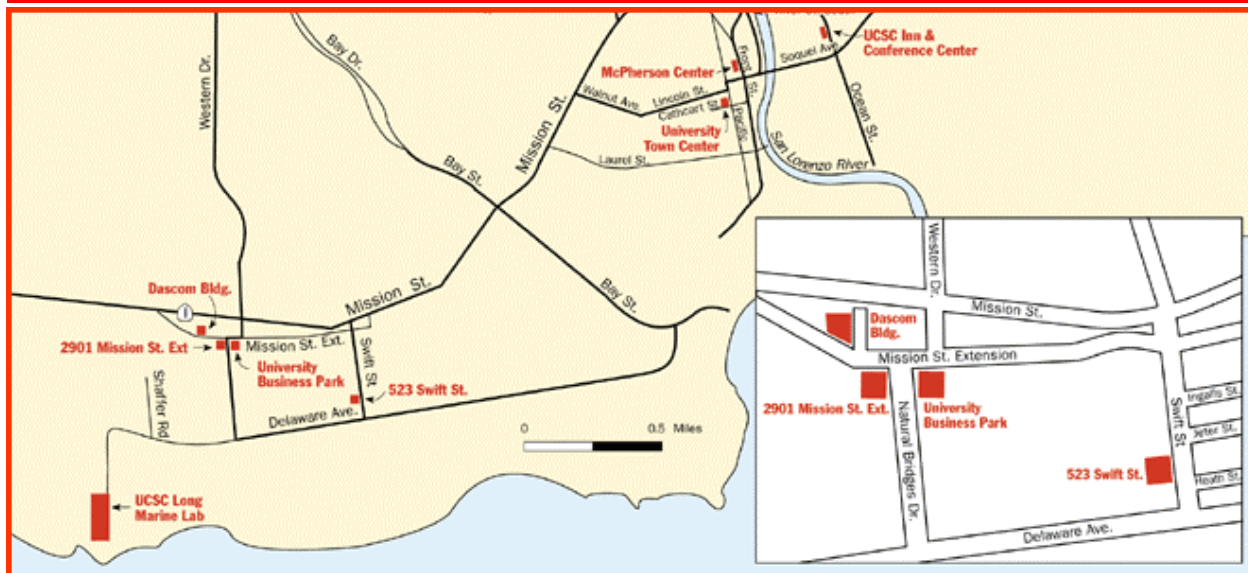 UCSC Inn &
Conference Center
Soquel Ave.
Front St.
McPherson Center
Bay Dr.
Western Dr.
Walnut Ave.
Lincoln St.
Cathcart St.
Pacific
Ocean St.
University
Town Center
Mission St.
Laurel St.
San Lorenzo River
Bay St.
Bay St.
Mission St.
Dascom Bldg.
1
2901 Mission St. Ext
Mission St. Ext.
University
Business Park
Swift St.
523 Swift St.
Shaffer Rd
Delaware Ave.
0
0.5 Miles
UCSC Long
Marine Lab
Western Dr.
Mission St.
Dascom
Bldg.
Mission St. Extension
2901 Mission St. Ext.
University
Business Park
Natural Bridges Dr.
Swift St
Ingalls St.
Jeter St.
Heath St.
523 Swift St.
Delaware Ave.